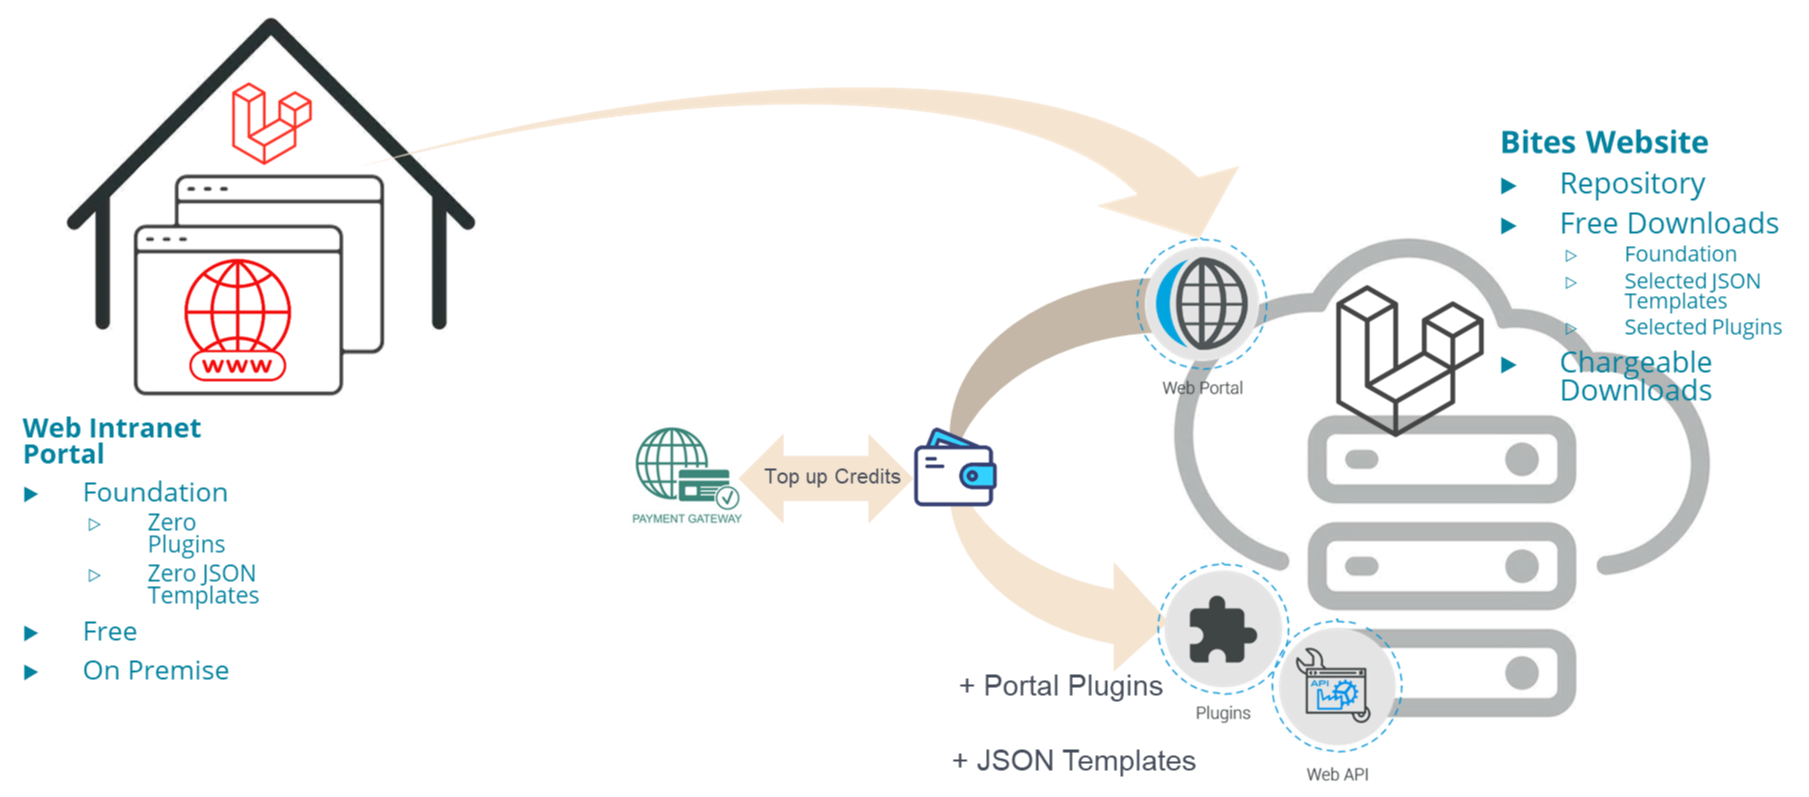 WWW
Web Intranet
Portal
Foundation
Zero
Plugins
Zero JSON
Templates
Free
On Premise
PAYMENT GATEWAY
Top up Credits
Web Portal
Bites Website
Repository
Free Downloads
Foundation
Selected JSON
Templates
Selected Plugins
Chargeable
Downloads
+ Portal Plugins
+ JSON Templates
Plugins
API
Web API